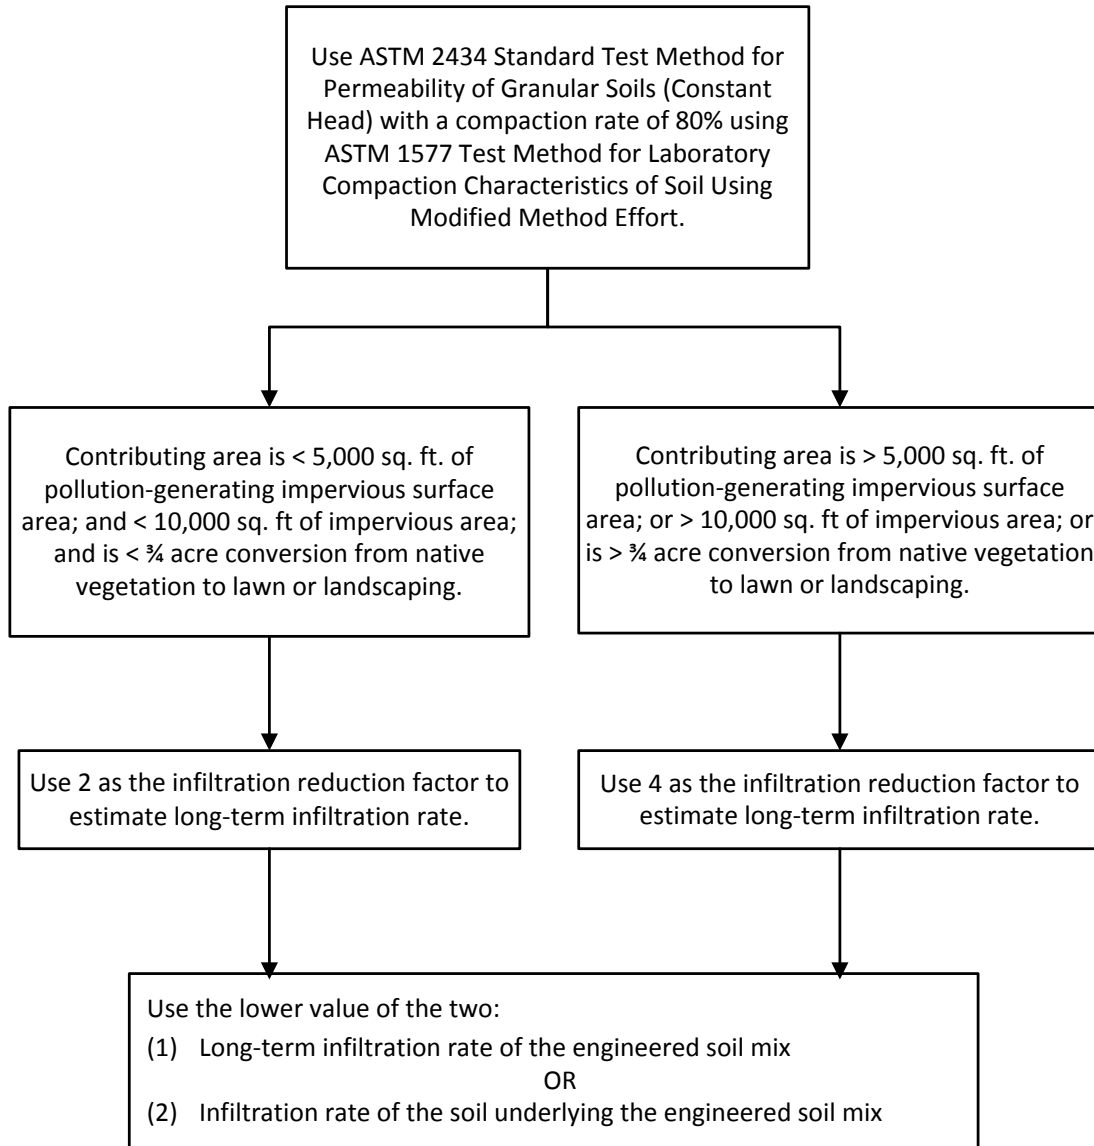 Use ASTM 2434 Standard Test Method for
Permeability of Granular Soils (Constant
Head) with a compaction rate of 80% using
ASTM 1577 Test Method for Laboratory
Compaction Characteristics of Soil Using
Modified Method Effort.
Contributing area is < 5,000 sq. ft. of
pollution-generating impervious surface
area; and < 10,000 sq. ft of impervious area;
and is < ¾ acre conversion from native
vegetation to lawn or landscaping.
Contributing area is > 5,000 sq. ft. of
pollution-generating impervious surface
area; or > 10,000 sq. ft of impervious area; or
is > ¾ acre conversion from native vegetation
to lawn or landscaping.
Use 2 as the infiltration reduction factor to
estimate long-term infiltration rate.
Use 4 as the infiltration reduction factor to
estimate long-term infiltration rate.
Use the lower value of the two:
(1) Long-term infiltration rate of the engineered soil mix
OR
(2) Infiltration rate of the soil underlying the engineered soil mix